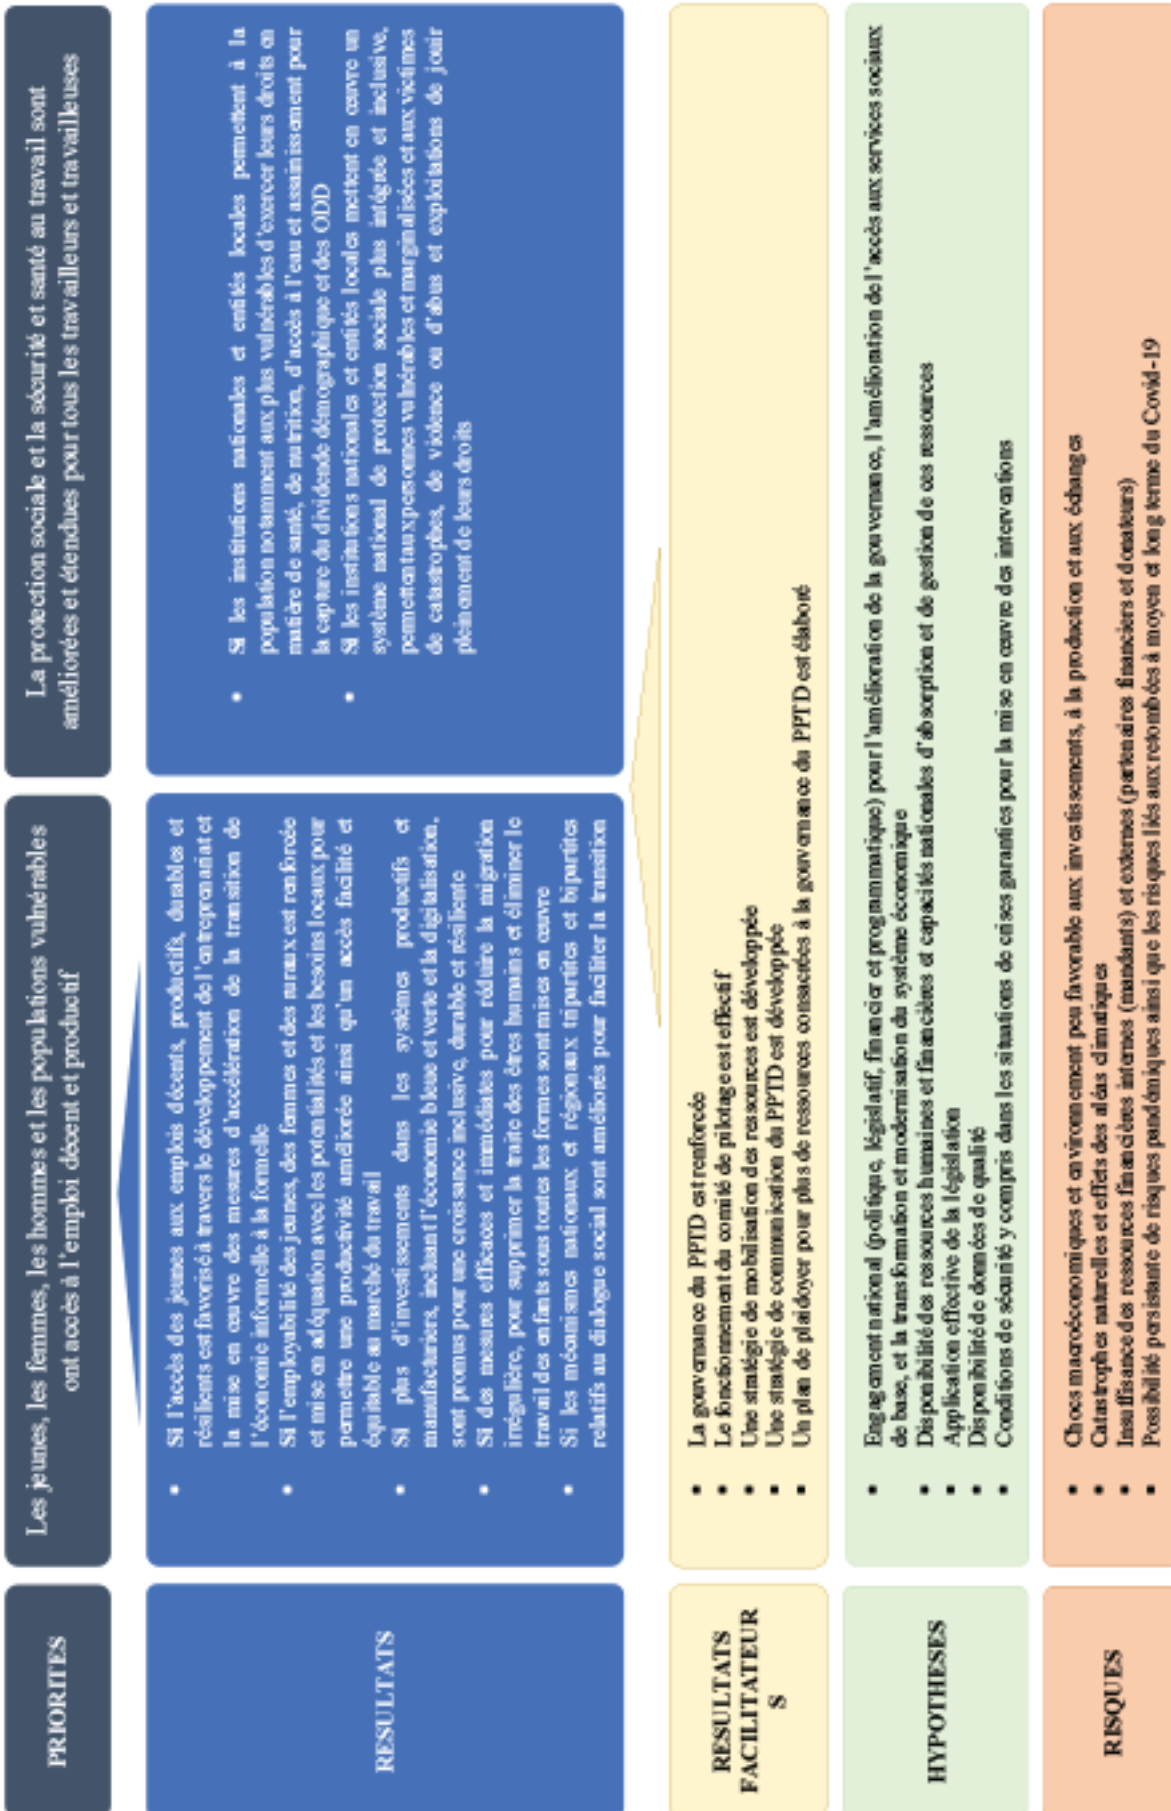 PRIORITES
Les jeunes, les femmes, les hommes et les populations vulnérables
ont accès à l'emploi décent et productif
La protection sociale et la sécurité et santé au travail sont
améliorées et étendues pour tous les travailleurs et travailleuses
RESULTATS
• Si l'accès des jeunes aux emplois décents, productifs, durables et
résilients est favorisé à travers le développement de l'entreprenariat et
la mise en œuvre des mesures d'accélération de la transition de
l'économie informelle à la formelle
• Si l'employabilité des jeunes, des femmes et des ruraux est renforcée
et mise en adéquation avec les potentialités et les besoins locaux pour
permettre une productivité améliorée ainsi qu'un accès facilité et
équitable au marché du travail
• Si plus d'investissements dans les systèmes productifs et
manufacturiers, incluant l'économie bleue et verte et la digitalisation,
sont promus pour une croissance inclusive, durable et résiliente
• Si des mesures efficaces et immédiates pour réduire la migration
irrégulière, pour supprimer la traite des êtres humains et éliminer le
travail des enfants sous toutes les formes sont mises en œuvre
• Si les mécanismes nationaux et régionaux tripartites et bipartites
relatifs au dialogue social sont améliorés pour faciliter la transition
• Si les institutions nationales et entités locales permettent à la
population notamment aux plus vulnérables d'exercer leurs droits en
matière de santé, de nutrition, d'accès à l'eau et assainissement pour
la capture du dividende démographique et des ODD
• Si les institutions nationales et entités locales mettent en œuvre un
système national de protection sociale plus intégrée et inclusive,
permettant aux personnes vulnérables et marginalisées et aux victimes
de catastrophes, de violence ou d'abus et exploitations de jouir
pleinement de leurs droits
RESULTATS
FACILITATEUR
S
• La gouvernance du PPTD est renforcée
• Le fonctionnement du comité de pilotage est effectif
• Une stratégie de mobilisation des ressources est développée
• Une stratégie de communication du PPTD est développée
• Un plan de plaidoyer pour plus de ressources consacrées à la gouvernance du PPTD est élaboré
HYPOTHESES
• Engagement national (politique, législatif, financier et programmatique) pour l'amélioration de la gouvernance, l'amélioration de l'accès aux services sociaux
de base, et la transformation et modernisation du système économique
• Disponibilité des ressources humaines et financières et capacités nationales d'absorption et de gestion de ces ressources
• Application effective de la législation
• Disponibilité de données de qualité
• Conditions de sécurité y compris dans les situations de crises garanties pour la mise en œuvre des interventions
RISQUES
• Chocs macroéconomiques et environnement peu favorable aux investissements, à la production et aux échanges
• Catastrophes naturelles et effets des aléas climatiques
• Insuffisance des ressources financières internes (mandants) et externes (partenaires financiers et donateurs)
• Possibilité persistante de risques pandémiques ainsi que les risques liés aux retombées à moyen et long terme du Covid-19